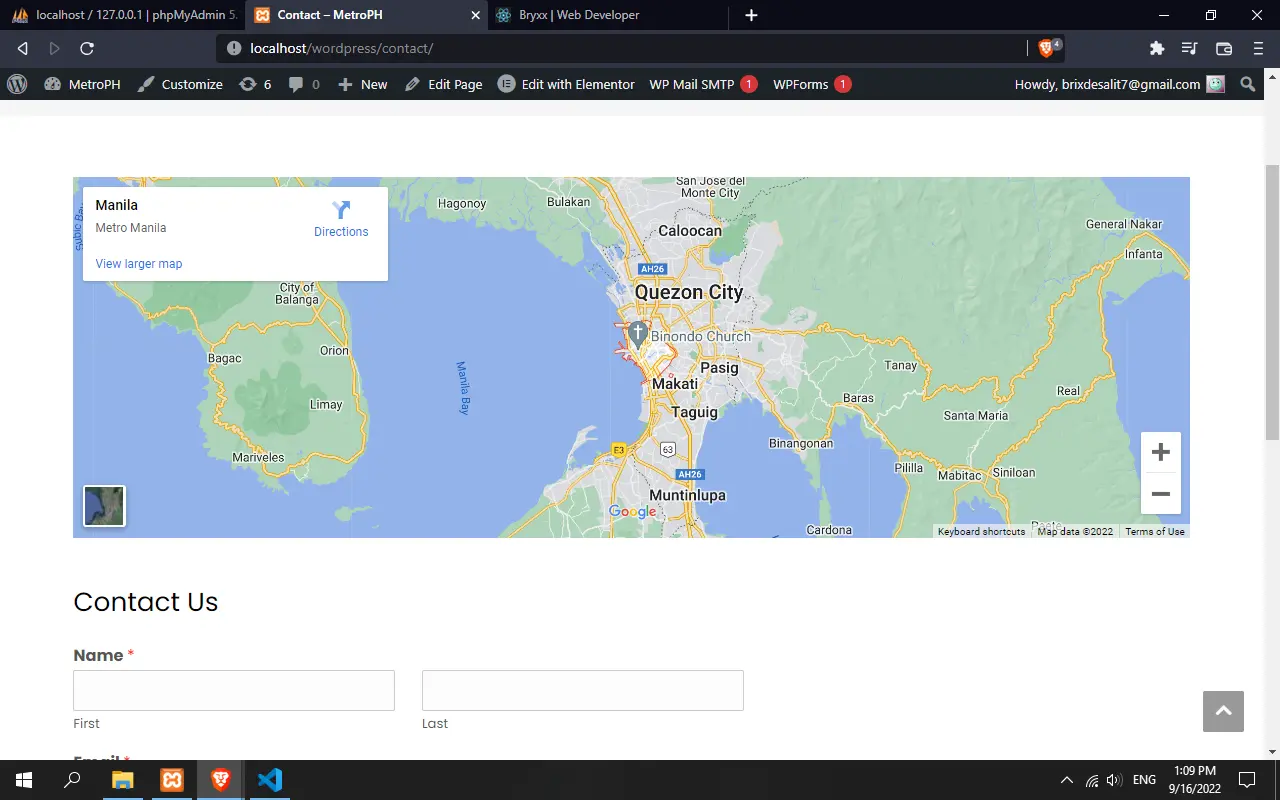 localhost / 127.0.0.1 | phpMyAdmin 5.
Contact – MetroPH
Bryxx | Web Developer
localhost/wordpress/contact/
4
MetroPH
Customize
6
0
New
Edit Page
Edit with Elementor
WP Mail SMTP 1
WPForms 1
Howdy, brixdesalit7@gmail.com
Manila
Metro Manila
Directions
View larger map
Subic Bay
Hagonoy
Bulakan
San Jose del
Monte City
Caloocan
General Nakar
Infanta
AH26
City of
Balanga
Quezon City
Binondo Church
Orion
Bagac
Pasig
Tanay
Makati
Manila Bay
Real
Baras
Limay
Taguig
Santa Maria
Binangonan
E3
63
Mariveles
Pililla
Mabitac
Siniloan
AH26
Muntinlupa
Google
Cardona
Keyboard shortcuts
Map data ©2022
Terms of Use
Contact Us
Name *
First
Last
Email *
ENG
1:09 PM
9/16/2022